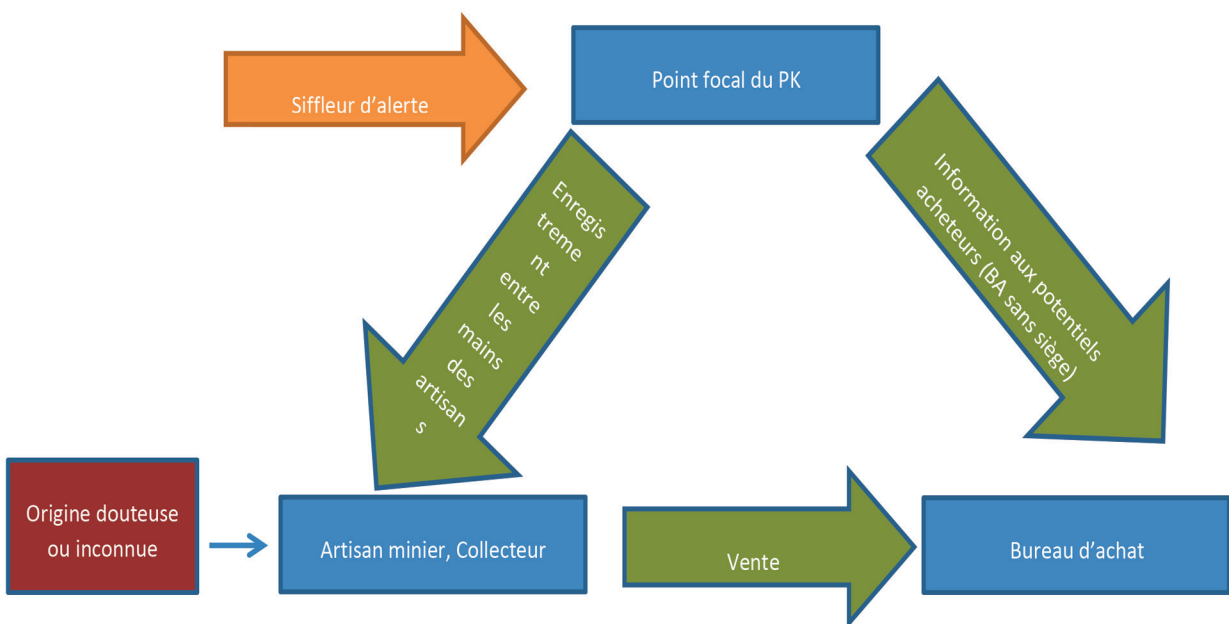 Siffleur d’alerte
Point focal du PK
Enregis
treme
nt
entre
les
mains
des
artisan
s
Information aux potentiels
acheteurs (BA sans siège)
Origine douteuse
ou inconnue
Artisan minier, Collecteur
Vente
Bureau d’achat